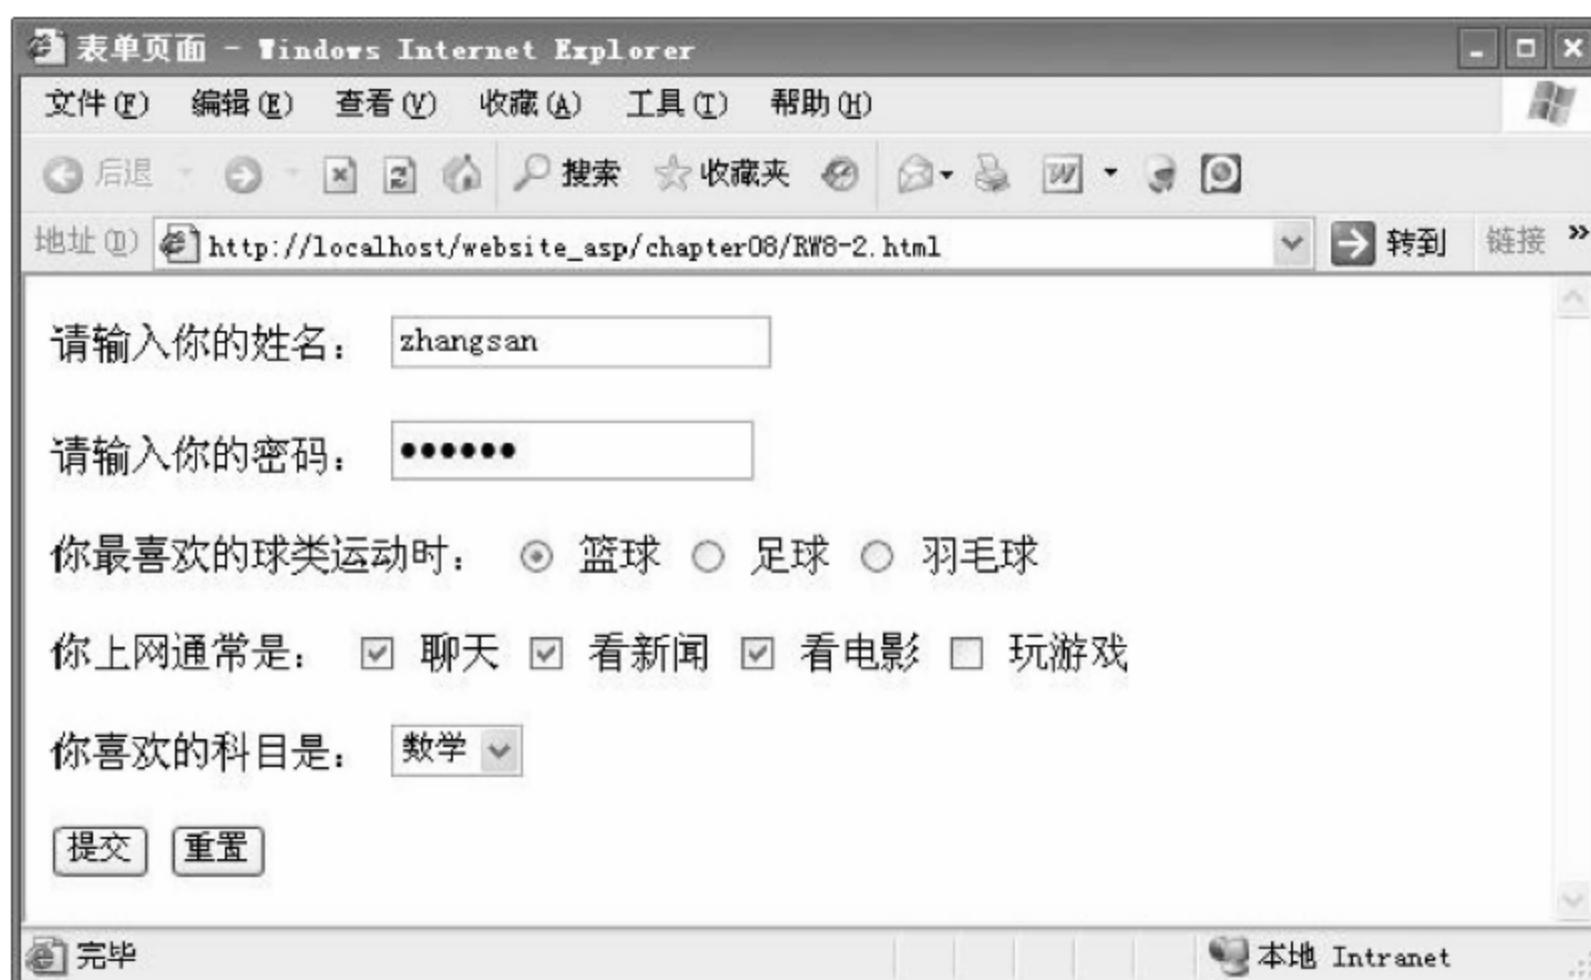 表单页面 - Windows Internet Explorer
文件(F) 编辑(E) 查看(V) 收藏(A) 工具(T) 帮助(H)
后退 搜索 收藏夹
地址(D) http://localhost/website_asp/chapter08/RW8-2.html 转到 链接 »
请输入你的姓名： zhangsan
请输入你的密码： ●●●●●●
你最喜欢的球类运动时： 篮球 足球 羽毛球
你上网通常是： 聊天 看新闻 看电影 玩游戏
你喜欢的科目是： 数学
提交 重置
完毕 本地 Intranet